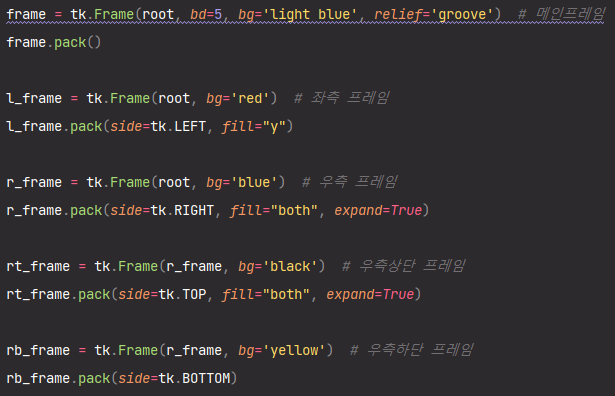 frame = tk.Frame(root, bd=5, bg='light blue', relief='groove')  # 메인프레임
frame.pack()
l_frame = tk.Frame(root, bg='red')  # 좌측 프레임
l_frame.pack(side=tk.LEFT, fill="y")
r_frame = tk.Frame(root, bg='blue')  # 우측 프레임
r_frame.pack(side=tk.RIGHT, fill="both", expand=True)
rt_frame = tk.Frame(r_frame, bg='black')  # 우측상단 프레임
rt_frame.pack(side=tk.TOP, fill="both", expand=True)
rb_frame = tk.Frame(r_frame, bg='yellow')  # 우측하단 프레임
rb_frame.pack(side=tk.BOTTOM)